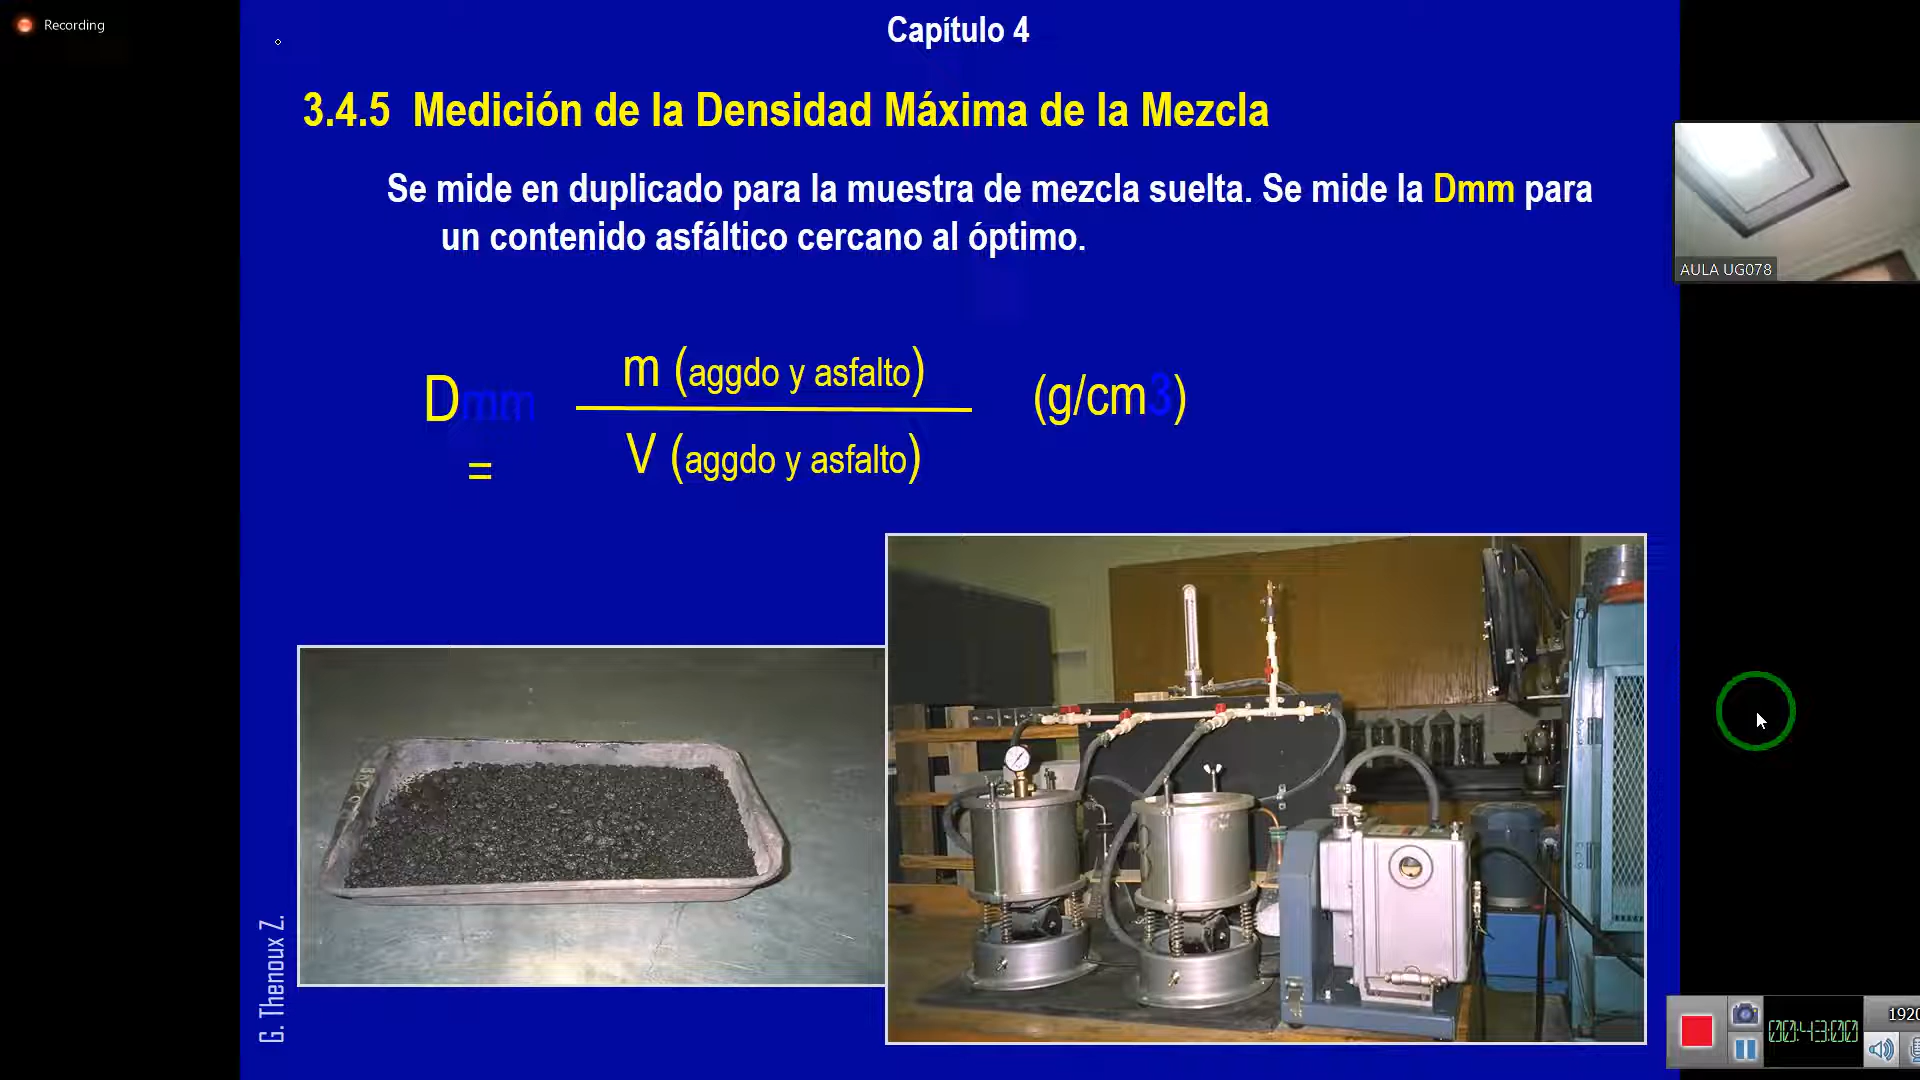 Recording
Capítulo 4
3.4.5 Medición de la Densidad Máxima de la Mezcla
Se mide en duplicado para la muestra de mezcla suelta. Se mide la Dmm para
un contenido asfáltico cercano al óptimo.
AULA UG078
Dmm
=
m (aggdo y asfalto)
V (aggdo y asfalto)
(g/cm3)
G. Thenoux Z.
1920
00:43:00